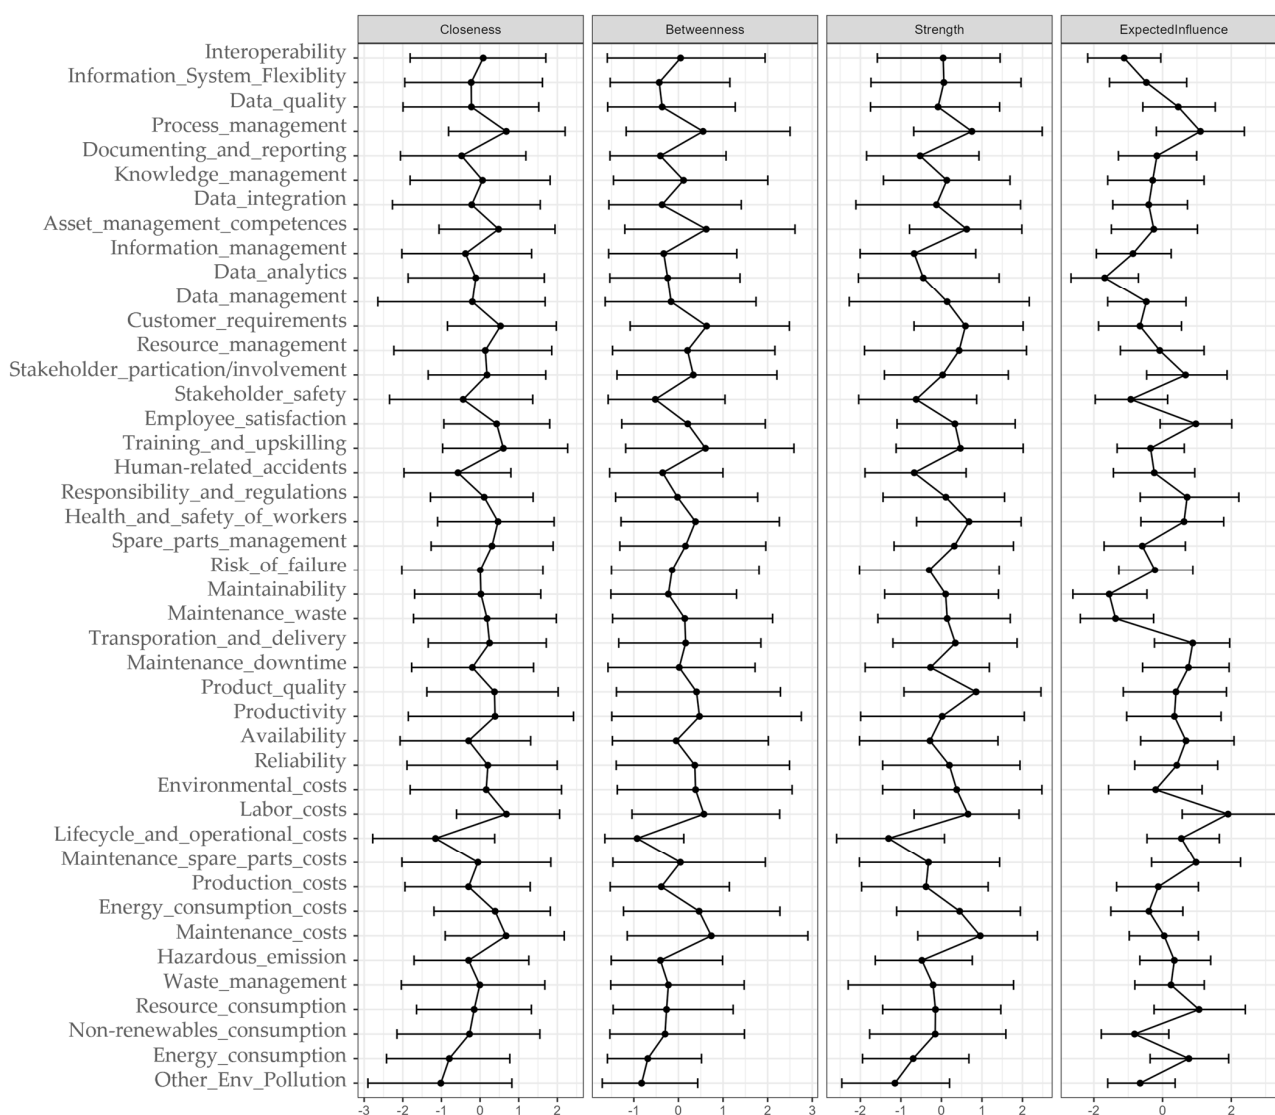 Closeness Betweenness Strength ExpectedInfluence
Interoperability
Information_System_Flexiblity
Data_quality
Process_management
Documenting_and_reporting
Knowledge_management
Data_integration
Asset_management_competences
Information_management
Data_analytics
Data_management
Customer_requirements
Resource_management
Stakeholder_partication/involvement
Stakeholder_safety
Employee_satisfaction
Training_and_upskilling
Human-related_accidents
Responsibility_and_regulations
Health_and_safety_of_workers
Spare_parts_management
Risk_of_failure
Maintainability
Maintenance_waste
Transporation_and_delivery
Maintenance_downtime
Product_quality
Productivity
Availability
Reliability
Environmental_costs
Labor_costs
Lifecycle_and_operational_costs
Maintenance_spare_parts_costs
Production_costs
Energy_consumption_costs
Maintenance_costs
Hazardous_emission
Waste_management
Resource_consumption
Non-renewables_consumption
Energy_consumption
Other_Env_Pollution
-3 -2 -1 0 1 2 -1 0 1 2 3 -2 -1 0 1 2 -2 0 2